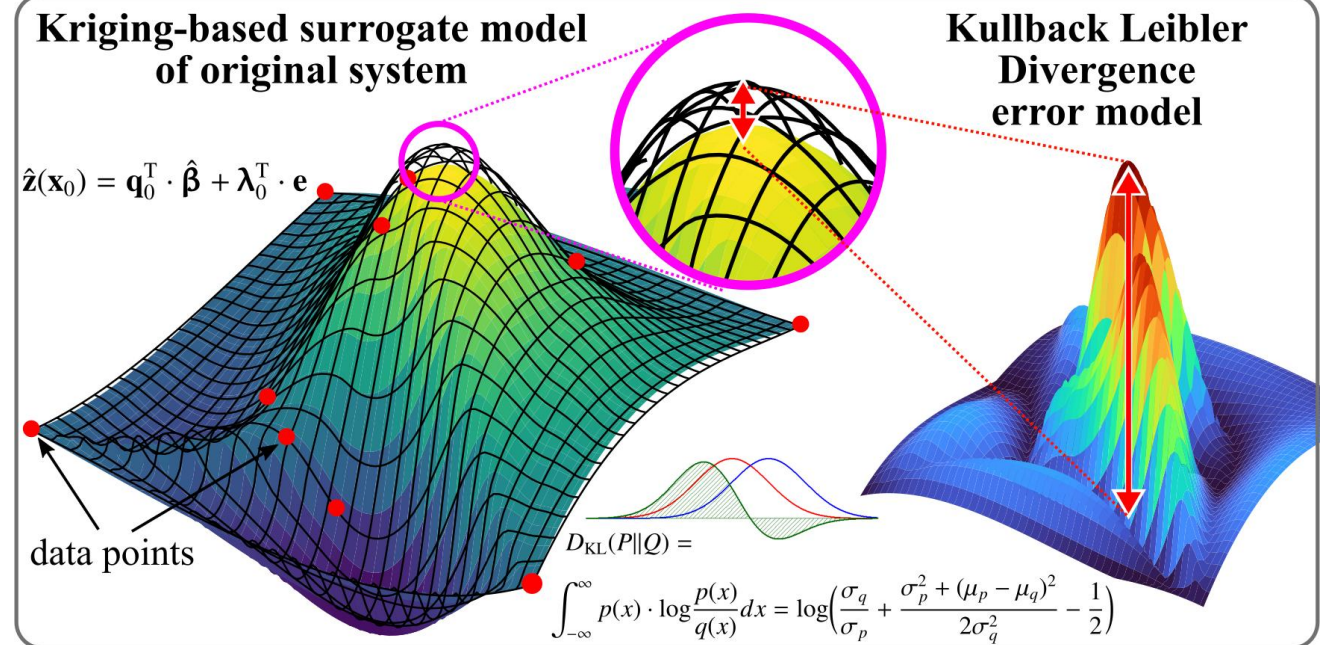 Kriging-based surrogate model
of original system
ẑ(x₀) = q₀ᵀ · β̂ + λ₀ᵀ · e
data points
Kullback Leibler
Divergence
error model
D_KL(P‖Q) =
∫_{-∞}^{∞} p(x) · log p(x)/q(x) dx = log(σ_q/σ_p + (σ_p² + (μ_p − μ_q)²)/(2σ_q²) − 1/2)